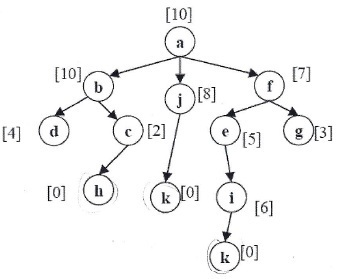 [10]
a
[10] b j [8] f [7]
[4] d c [2] e [5] g [3]
[0] h k [0] i [6]
k [0]